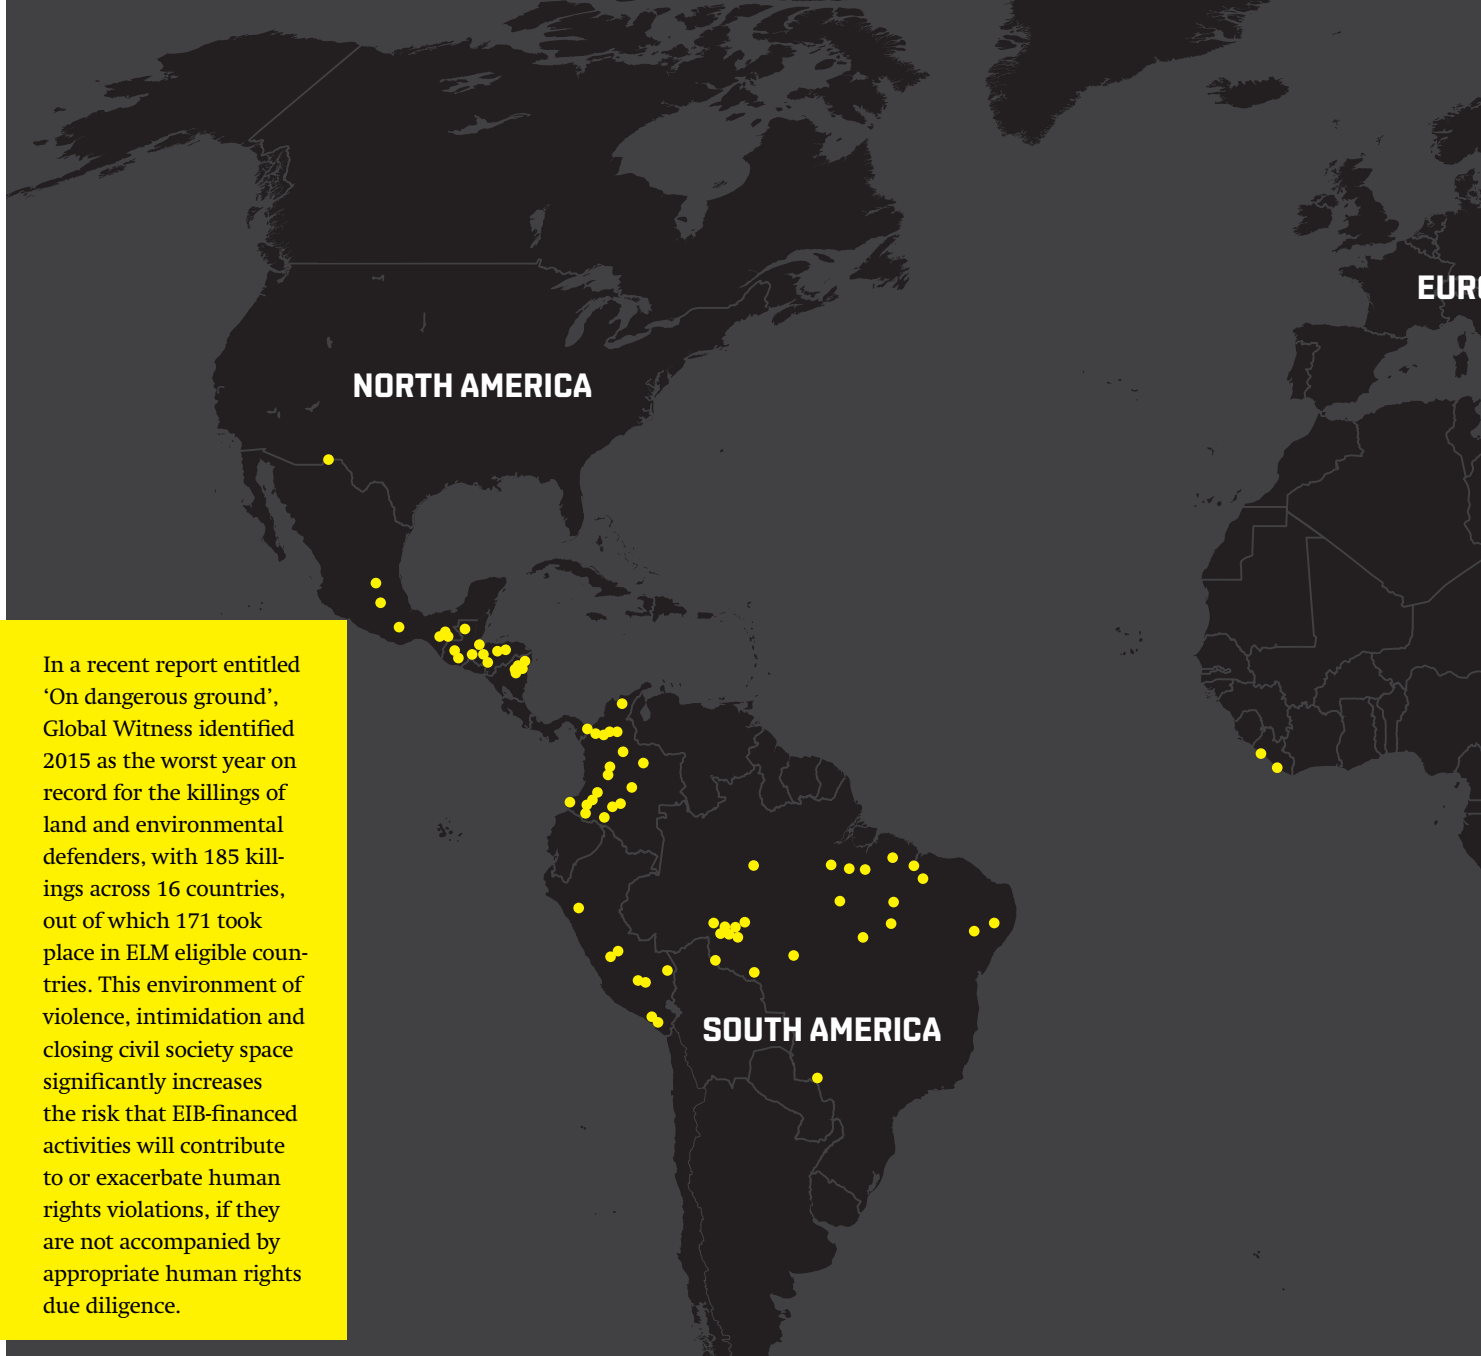 NORTH AMERICA
EURO
SOUTH AMERICA
In a recent report entitled
‘On dangerous ground’,
Global Witness identified
2015 as the worst year on
record for the killings of
land and environmental
defenders, with 185 kill-
ings across 16 countries,
out of which 171 took
place in ELM eligible coun-
tries. This environment of
violence, intimidation and
closing civil society space
significantly increases
the risk that EIB-financed
activities will contribute
to or exacerbate human
rights violations, if they
are not accompanied by
appropriate human rights
due diligence.